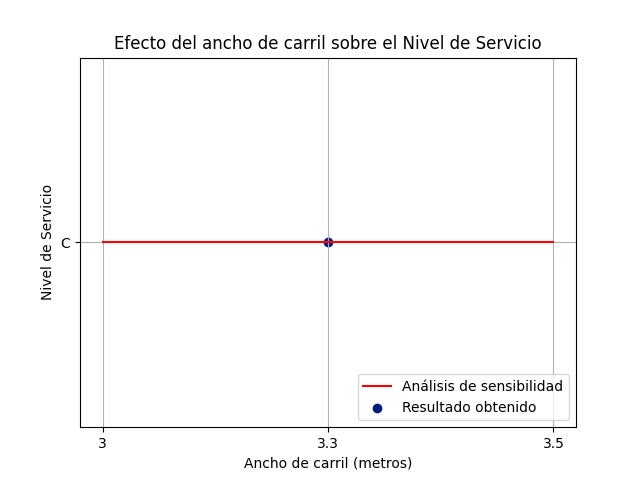 Efecto del ancho de carril sobre el Nivel de Servicio
Nivel de Servicio
C
Análisis de sensibilidad
Resultado obtenido
3
3.3
3.5
Ancho de carril (metros)